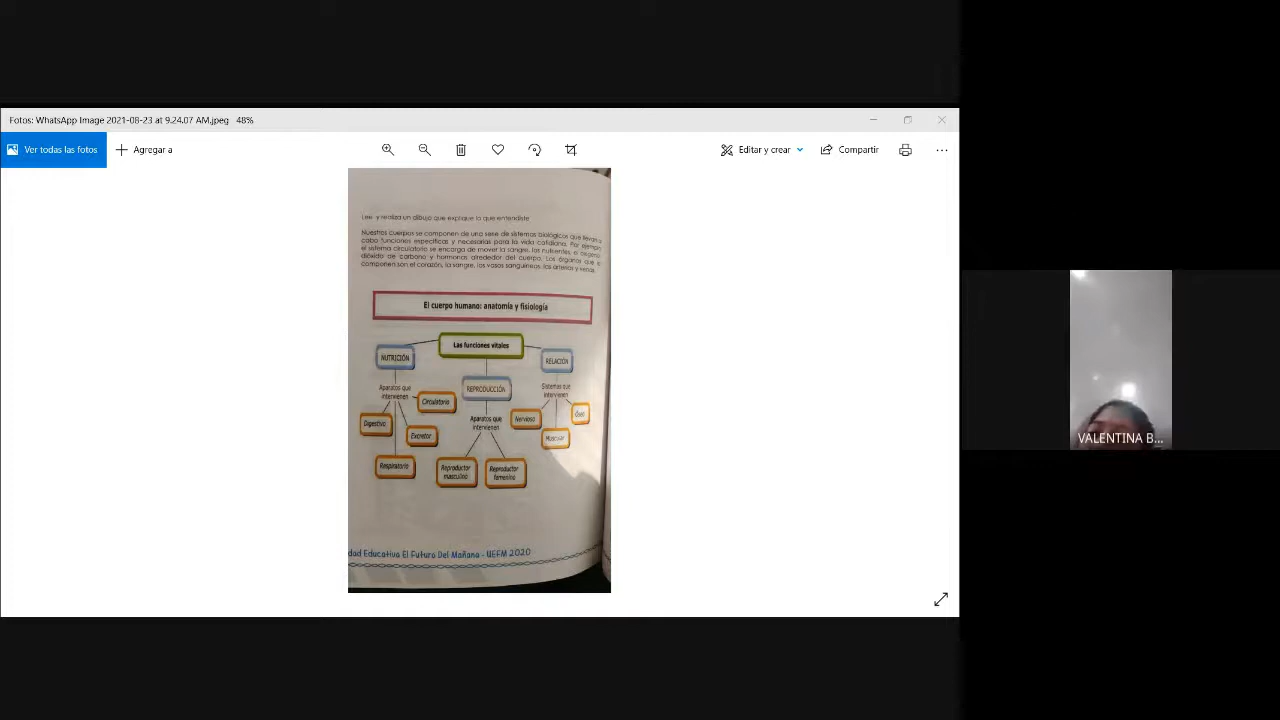 Fotos: WhatsApp Image 2021-08-23 at 9.24.07 AM.jpeg 48%
Ver todas las fotos
Agregar a
Editar y crear
Compartir
Lee y realiza un dibujo que explique lo que entendiste
Nuestros cuerpos se componen de una serie de sistemas biológicos que llevan a
cabo funciones específicas y necesarias para la vida cotidiana. Por ejemplo
el sistema circulatorio se encarga de mover la sangre, los nutrientes, el oxígeno
dióxido de carbono y hormonas alrededor del cuerpo. Los órganos que lo
componen son el corazón, la sangre, los vasos sanguíneos, las arterias y venas.
El cuerpo humano: anatomía y fisiología
Las funciones vitales
NUTRICIÓN
RELACIÓN
REPRODUCCIÓN
Aparatos que
intervienen
Sistemas que
intervienen
Circulatorio
Óseo
Digestivo
Aparatos que
intervienen
Nervioso
Excretor
Muscular
Respiratorio
Reproductor
masculino
Reproductor
femenino
dad Educativa El Futuro Del Mañana - UEFM 2020
VALENTINA B...